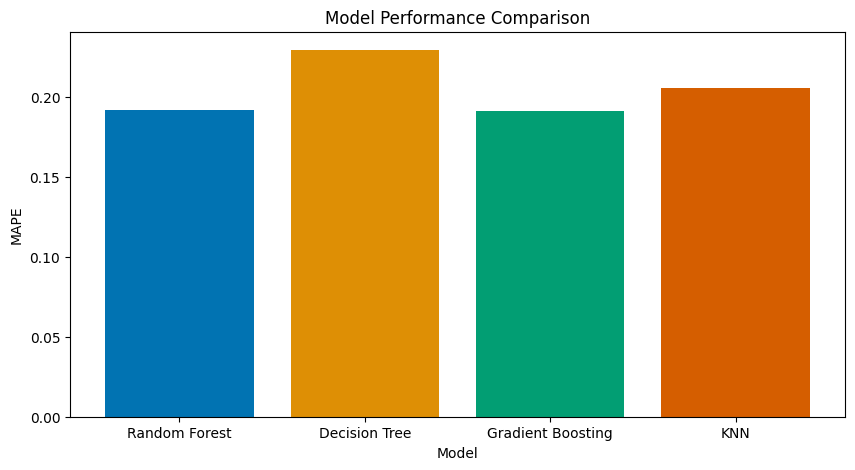 Model Performance Comparison
0.20
0.15
0.10
0.05
0.00
MAPE
Random Forest
Decision Tree
Gradient Boosting
KNN
Model